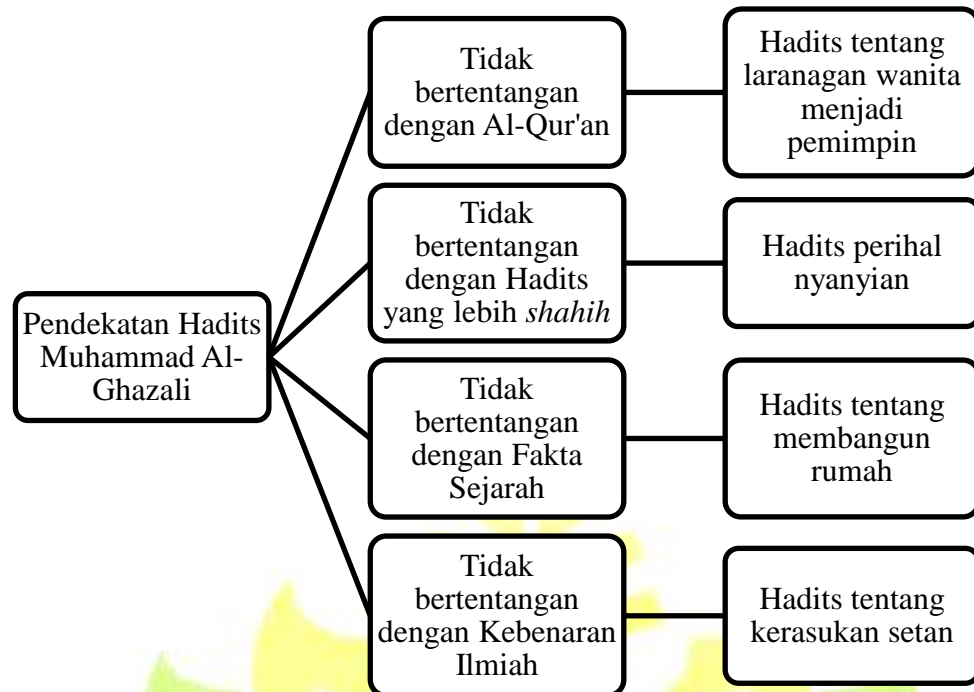 Pendekatan Hadits
Muhammad Al-
Ghazali
Tidak
bertentangan
dengan Al-Qur'an
Hadits tentang
laranagan wanita
menjadi
pemimpin
Tidak
bertentangan
dengan Hadits
yang lebih shahih
Hadits perihal
nyanyian
Tidak
bertentangan
dengan Fakta
Sejarah
Hadits tentang
membangun
rumah
Tidak
bertentangan
dengan Kebenaran
Ilmiah
Hadits tentang
kerasukan setan